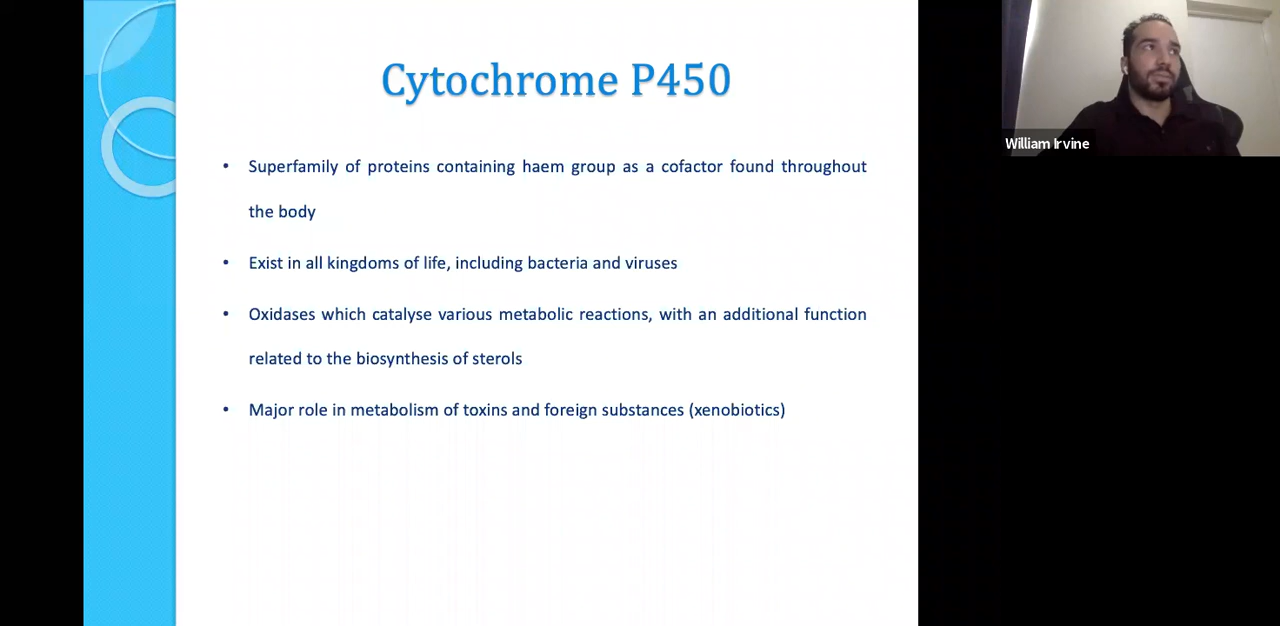 Cytochrome P450
• Superfamily of proteins containing haem group as a cofactor found throughout
the body
• Exist in all kingdoms of life, including bacteria and viruses
• Oxidases which catalyse various metabolic reactions, with an additional function
related to the biosynthesis of sterols
• Major role in metabolism of toxins and foreign substances (xenobiotics)
William Irvine